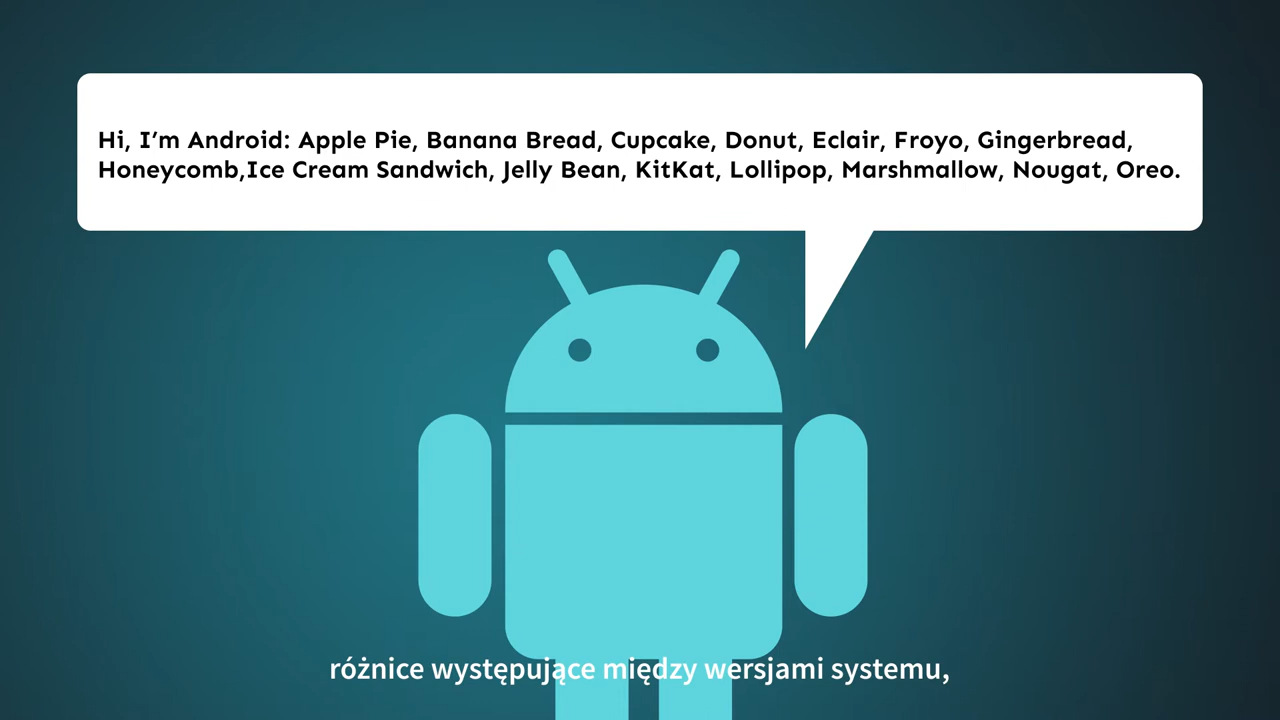 Hi, I'm Android: Apple Pie, Banana Bread, Cupcake, Donut, Eclair, Froyo, Gingerbread,
Honeycomb,Ice Cream Sandwich, Jelly Bean, KitKat, Lollipop, Marshmallow, Nougat, Oreo.
różnice występujące między wersjami systemu,